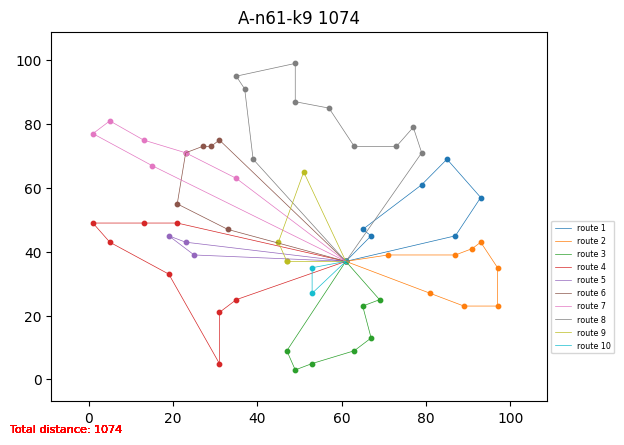 A-n61-k9 1074
100
80
60
40
20
0
0 20 40 60 80 100
route 1
route 2
route 3
route 4
route 5
route 6
route 7
route 8
route 9
route 10
Total distance: 1074